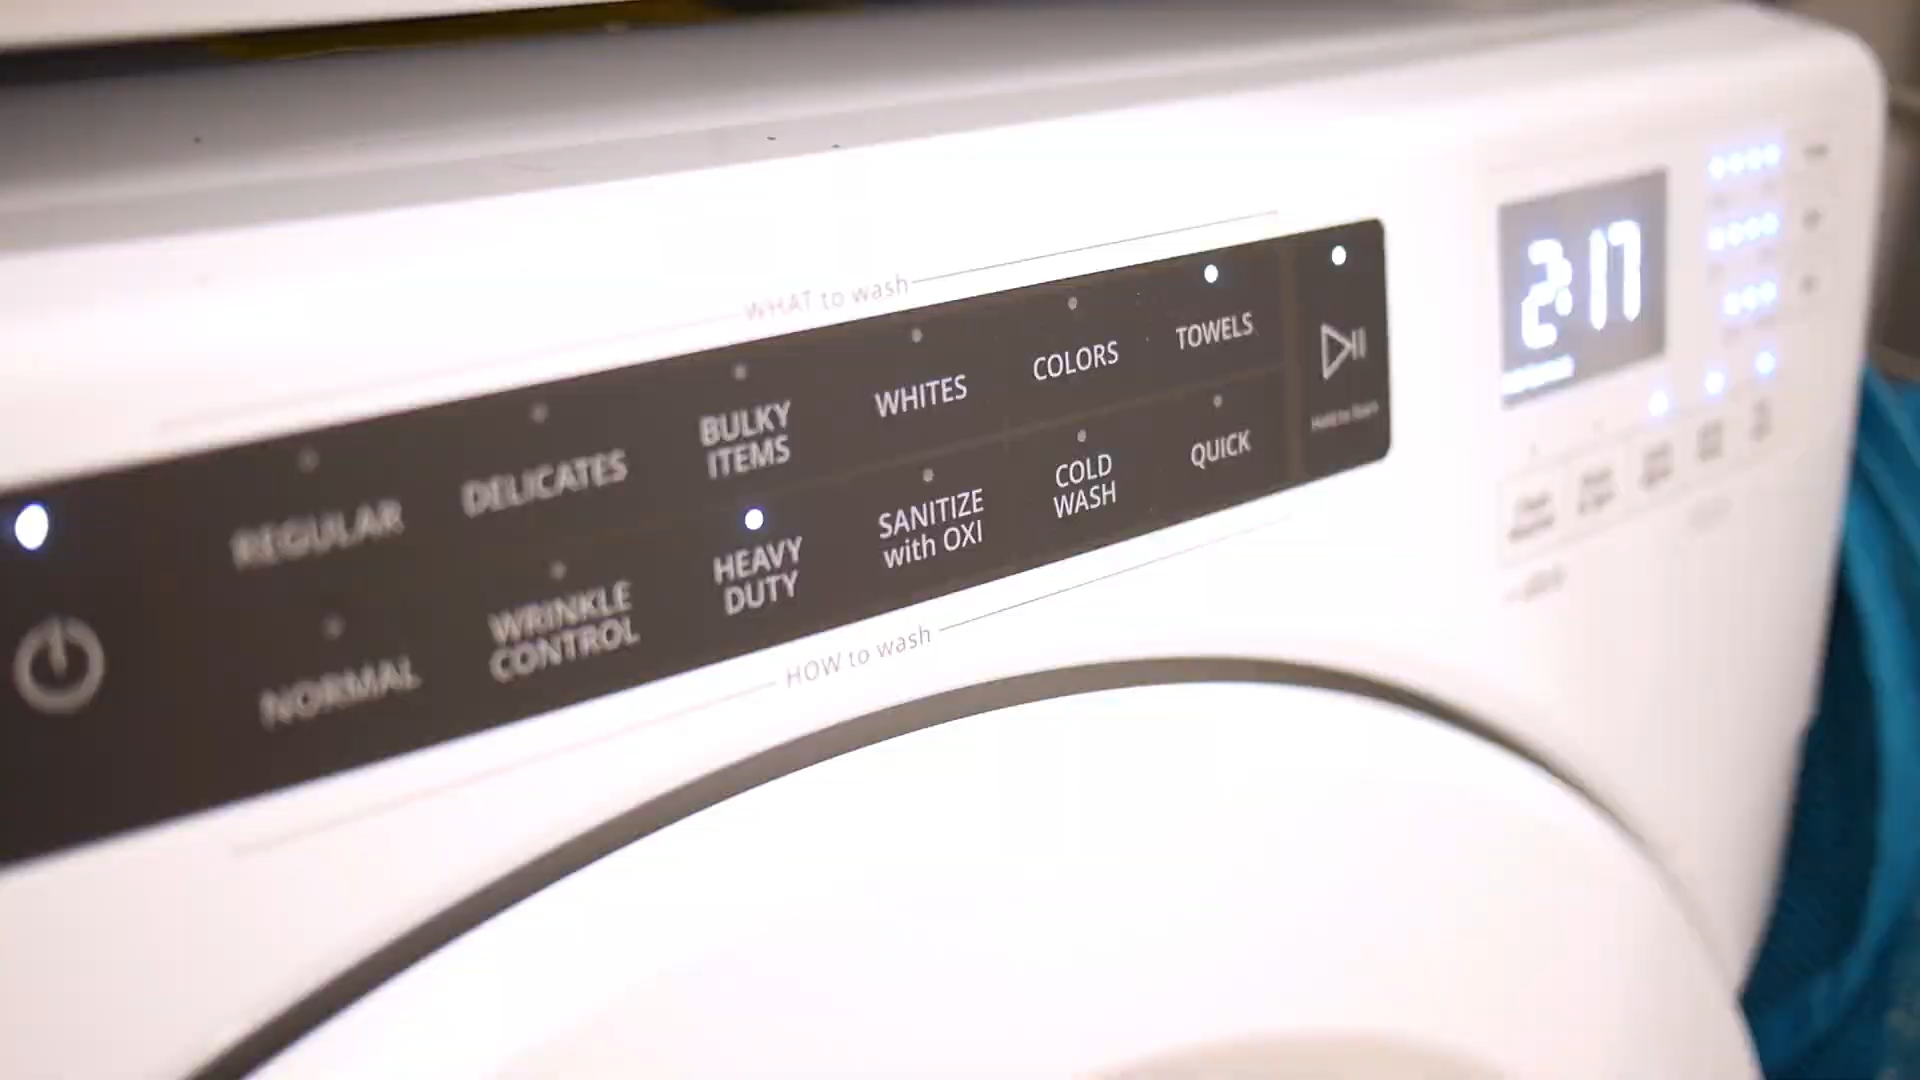 WHAT to wash
REGULAR
DELICATES
BULKY
ITEMS
WHITES
COLORS
TOWELS
2:17
NORMAL
WRINKLE
CONTROL
HEAVY
DUTY
SANITIZE
with OXI
COLD
WASH
QUICK
HOW to wash